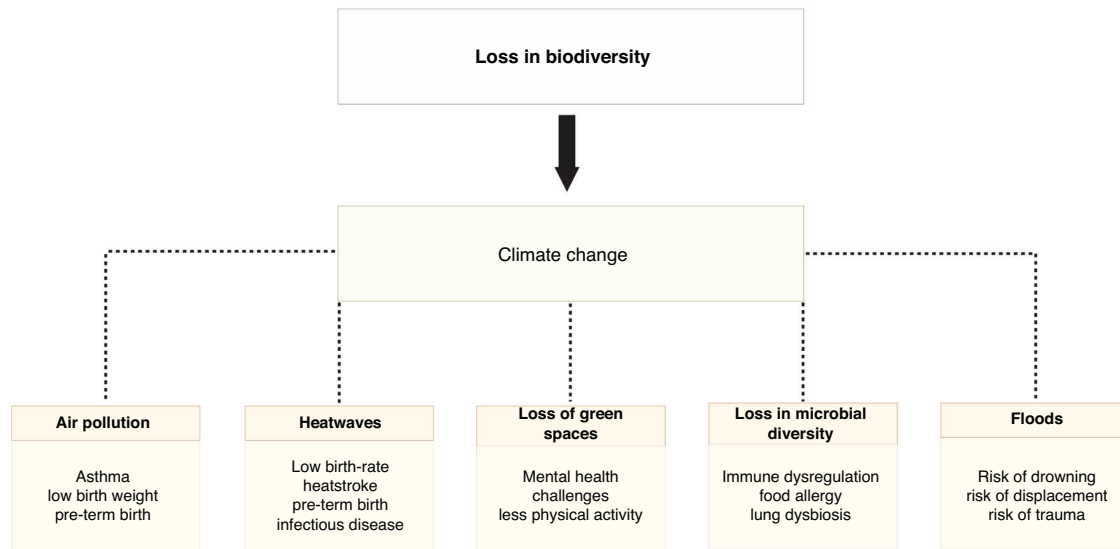 Loss in biodiversity
Climate change
Air pollution
Asthma
low birth weight
pre-term birth
Heatwaves
Low birth-rate
heatstroke
pre-term birth
infectious disease
Loss of green
spaces
Mental health
challenges
less physical activity
Loss in microbial
diversity
Immune dysregulation
food allergy
lung dysbiosis
Floods
Risk of drowning
risk of displacement
risk of trauma